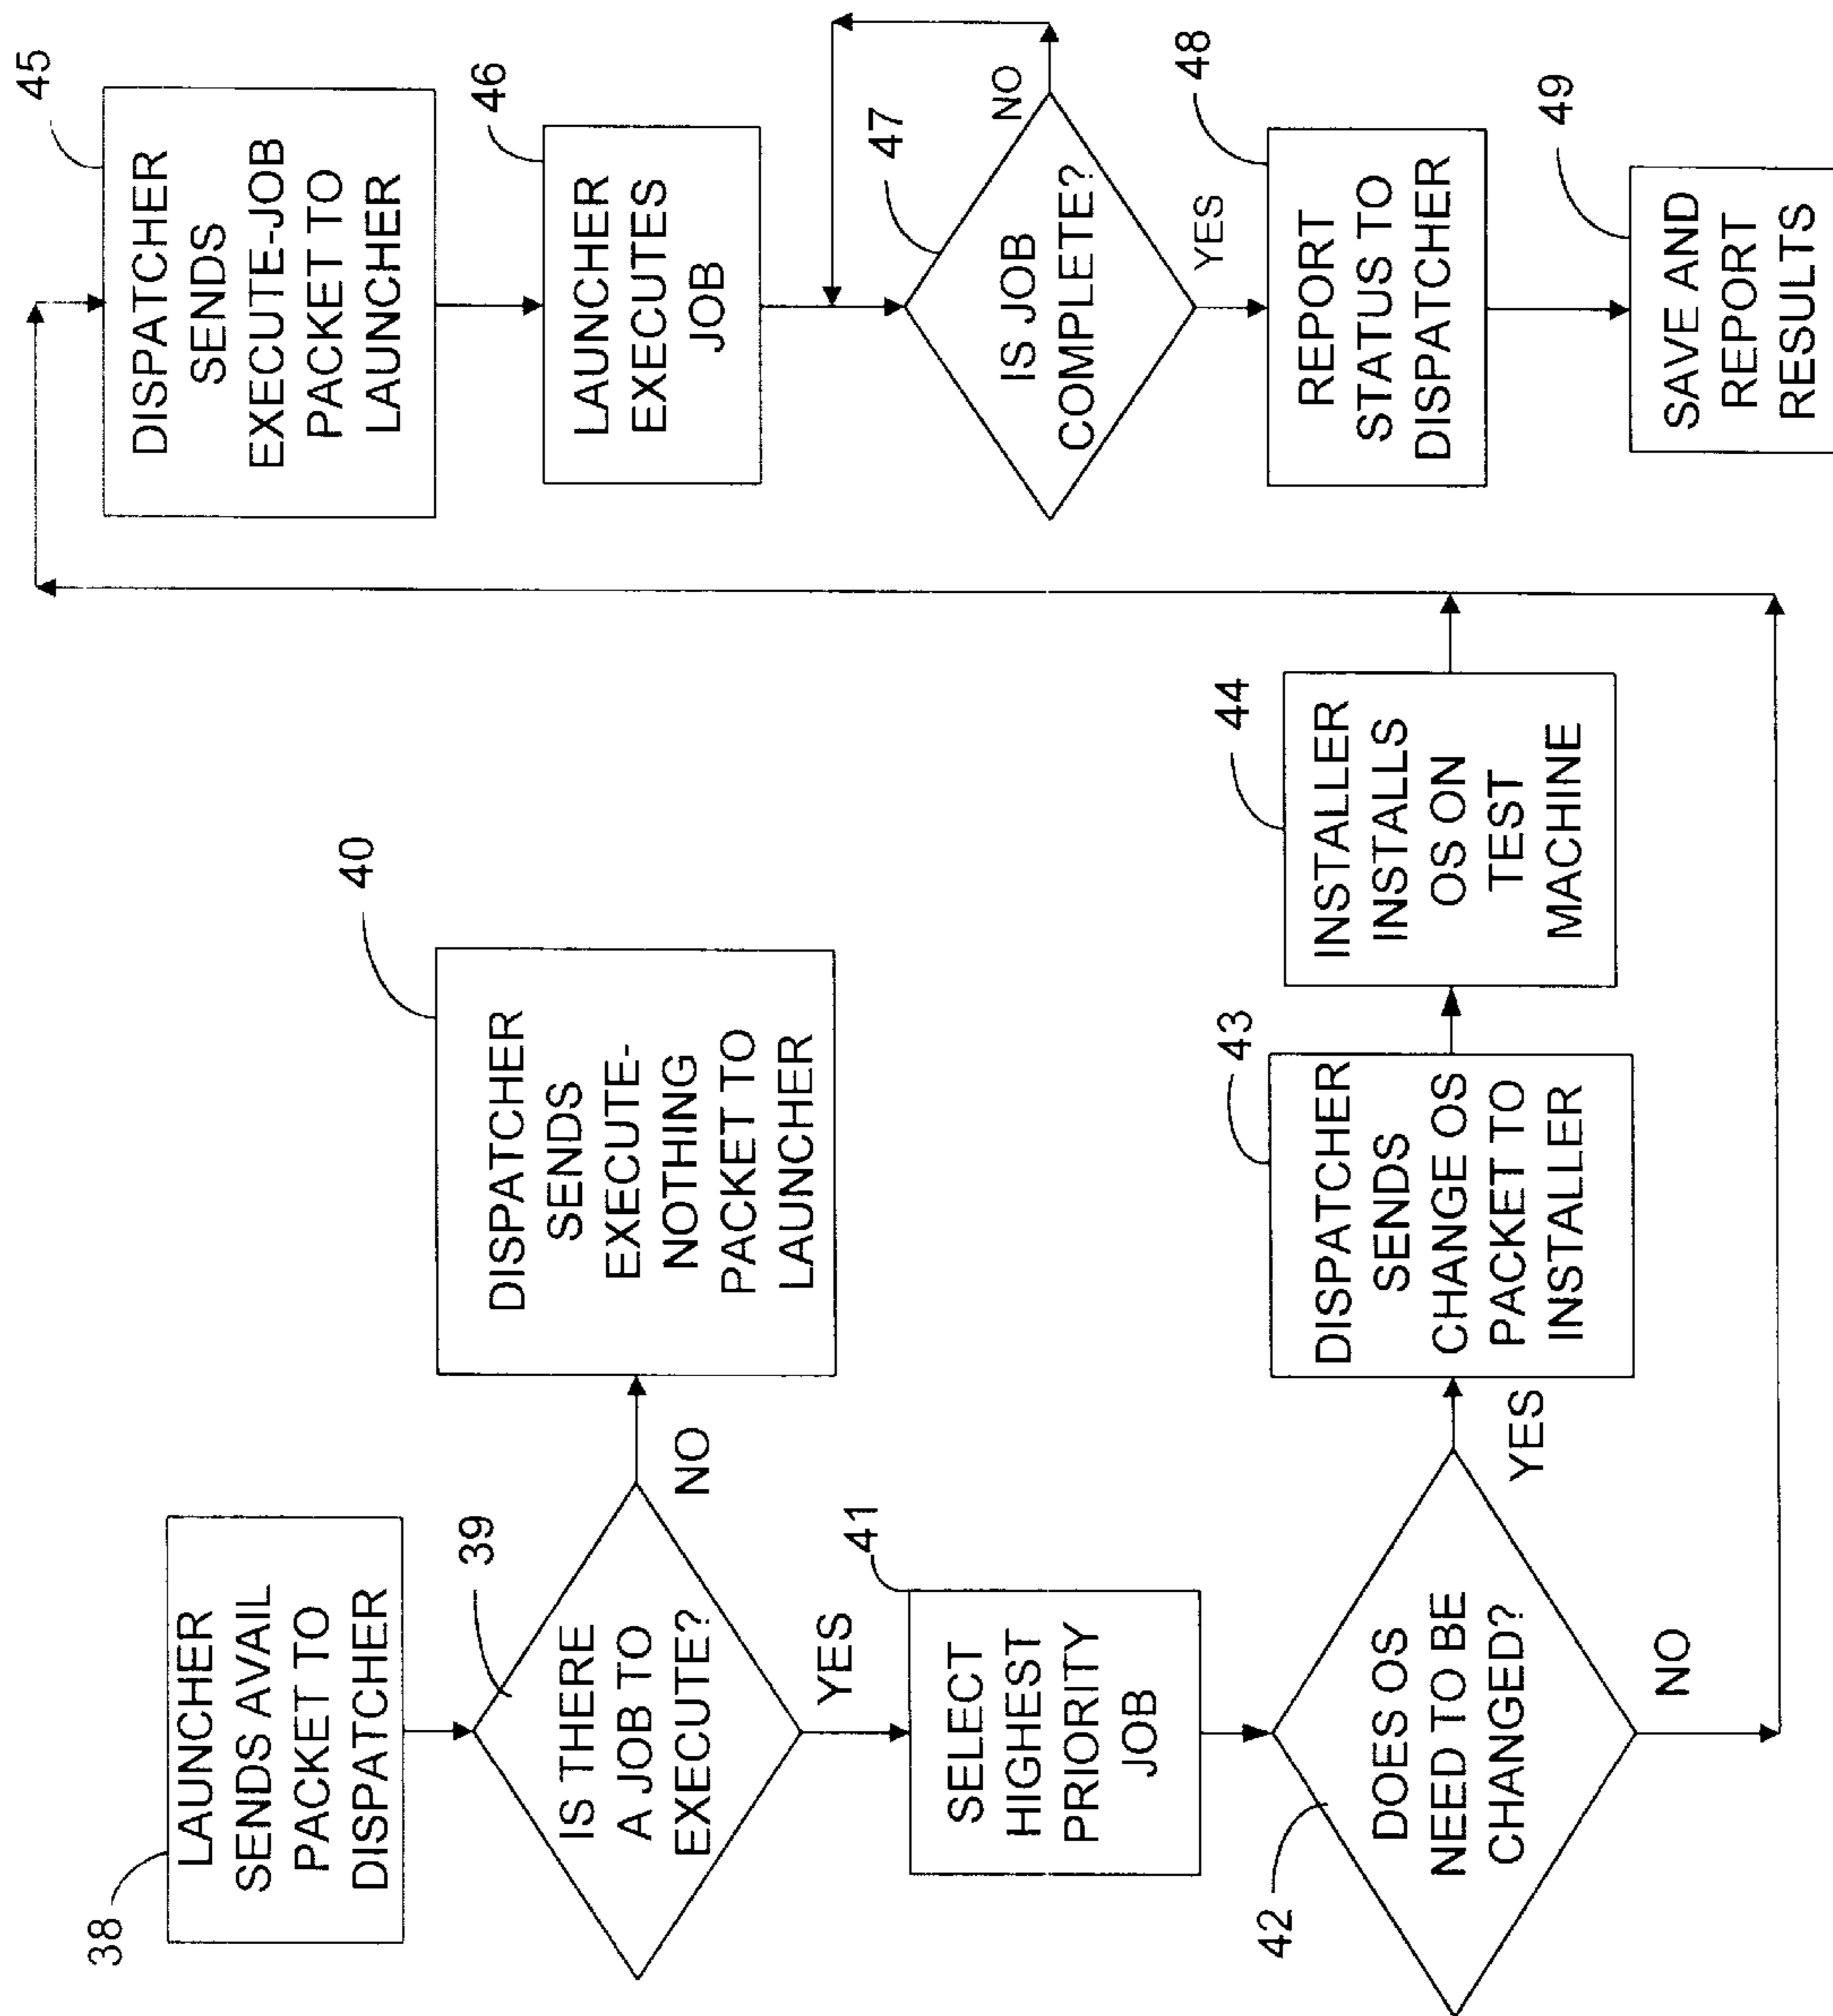 38
LAUNCHER
SENDS AVAIL
PACKET TO
DISPATCHER
39
IS THERE
A JOB TO
EXECUTE?
NO
YES
40
DISPATCHER
SENDS
EXECUTE-
NOTHING
PACKET TO
LAUNCHER
41
SELECT
HIGHEST
PRIORITY
JOB
42
DOES OS
NEED TO BE
CHANGED?
YES
NO
43
DISPATCHER
SENDS
CHANGE OS
PACKET TO
INSTALLER
44
INSTALLER
INSTALLS
OS ON
TEST
MACHINE
45
DISPATCHER
SENDS
EXECUTE-JOB
PACKET TO
LAUNCHER
46
LAUNCHER
EXECUTES
JOB
47
IS JOB
COMPLETE?
NO
YES
48
REPORT
STATUS TO
DISPATCHER
49
SAVE AND
REPORT
RESULTS